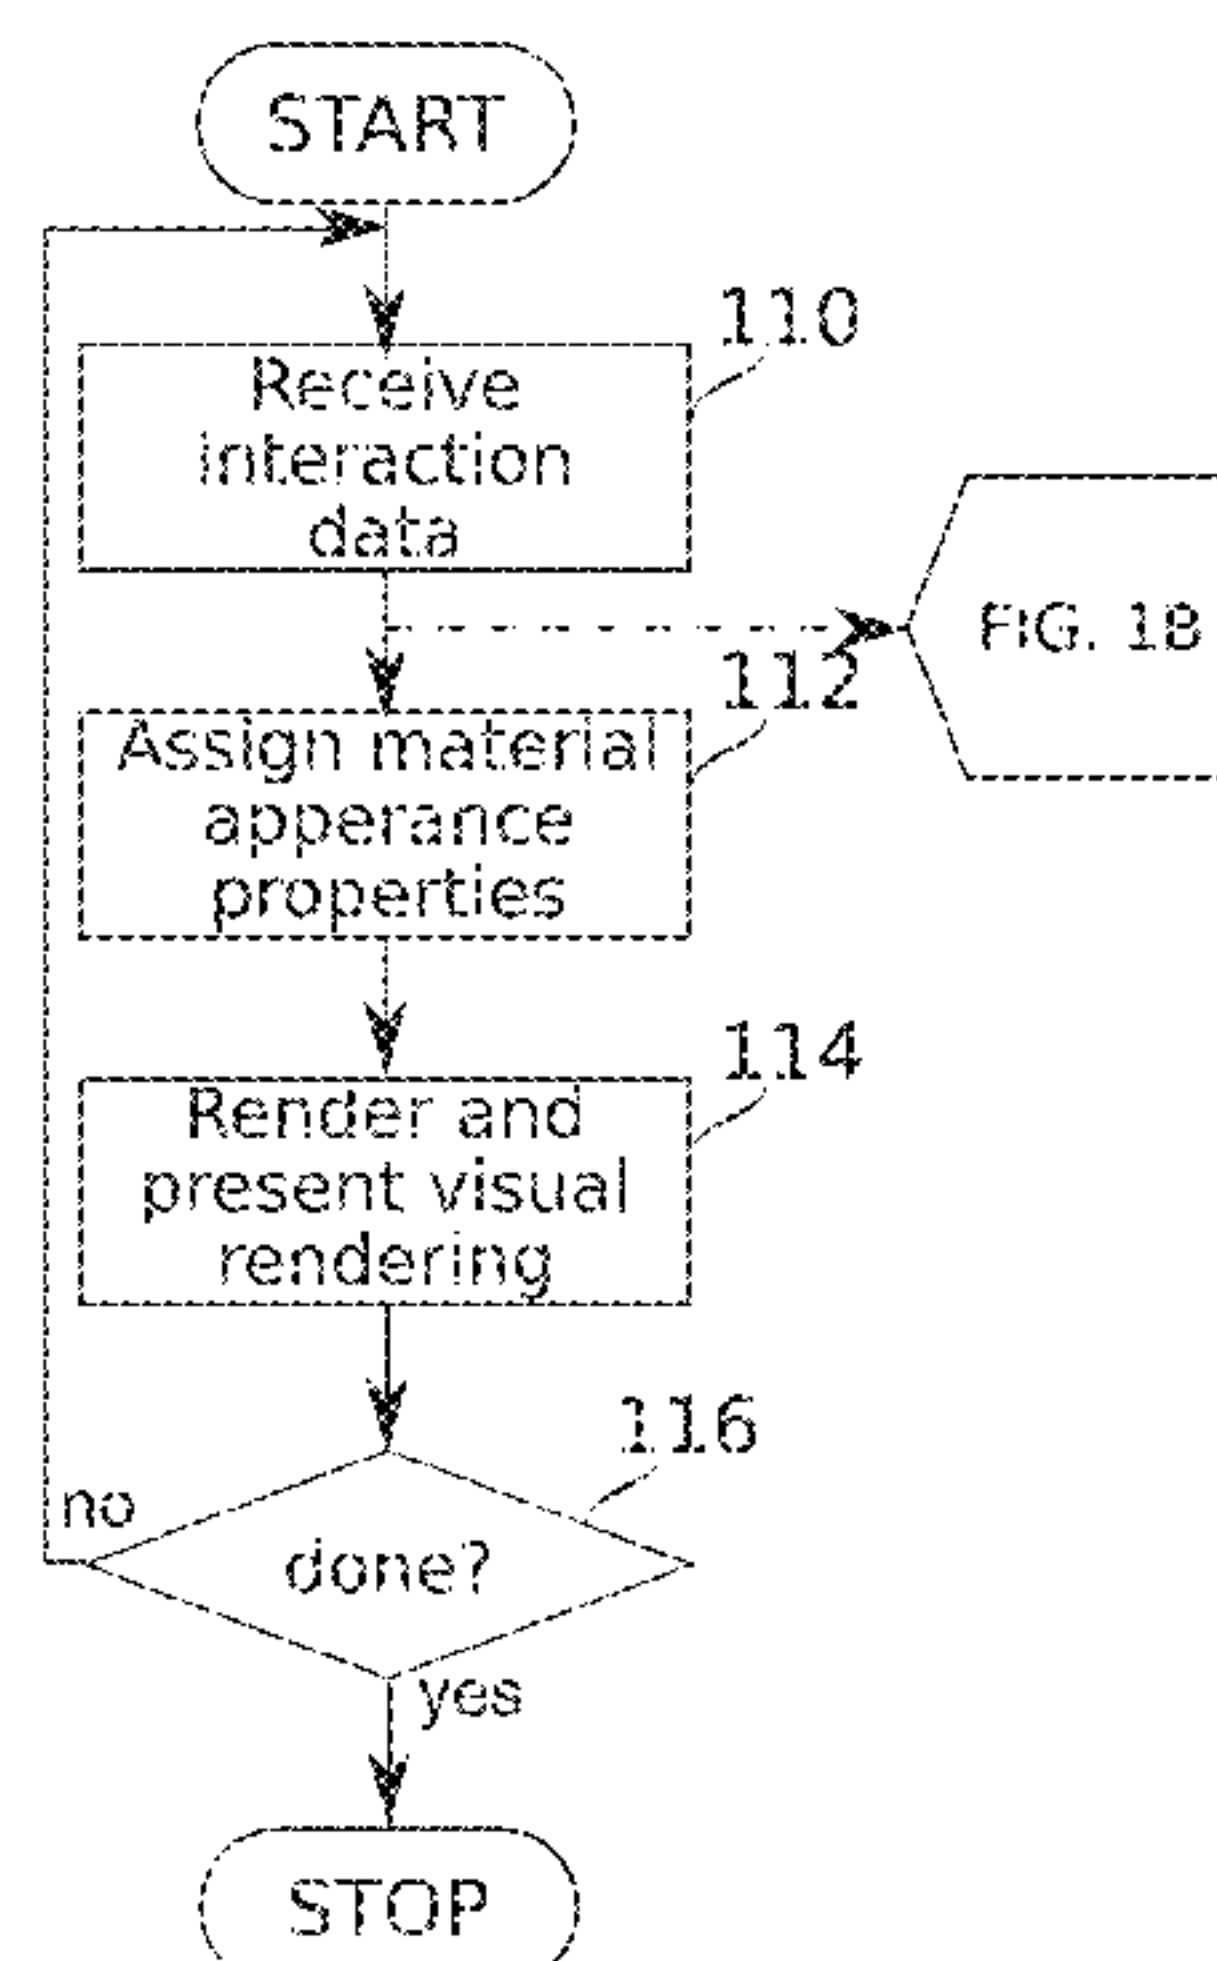 START
110
Receive
interaction
data
FIG. 1B
112
Assign material
apperance
properties
114
Render and
present visual
rendering
116
no
done?
yes
STOP